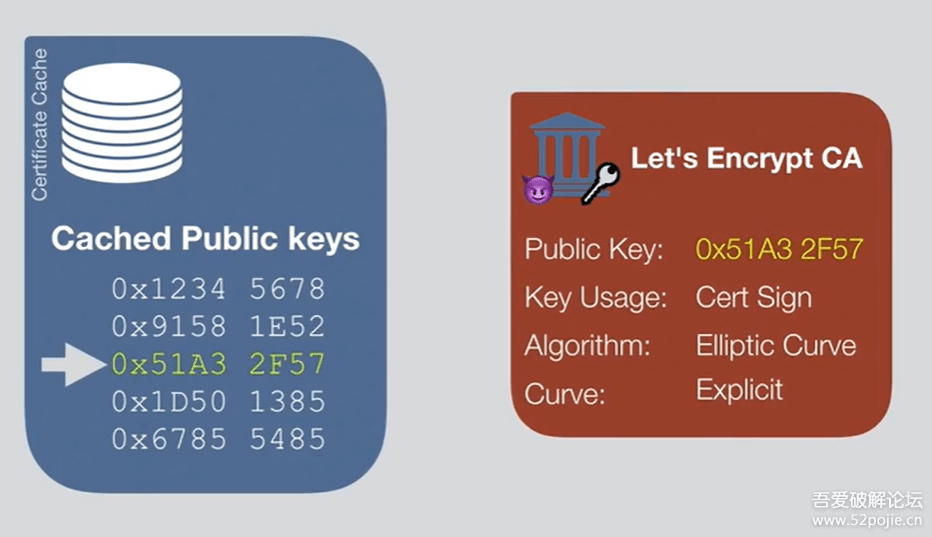 Certificate Cache
Cached Public keys
0x1234 5678
0x9158 1E52
0x51A3 2F57
0x1D50 1385
0x6785 5485
Let's Encrypt CA
Public Key: 0x51A3 2F57
Key Usage: Cert Sign
Algorithm: Elliptic Curve
Curve: Explicit
吾爱破解论坛
www.52pojie.cn